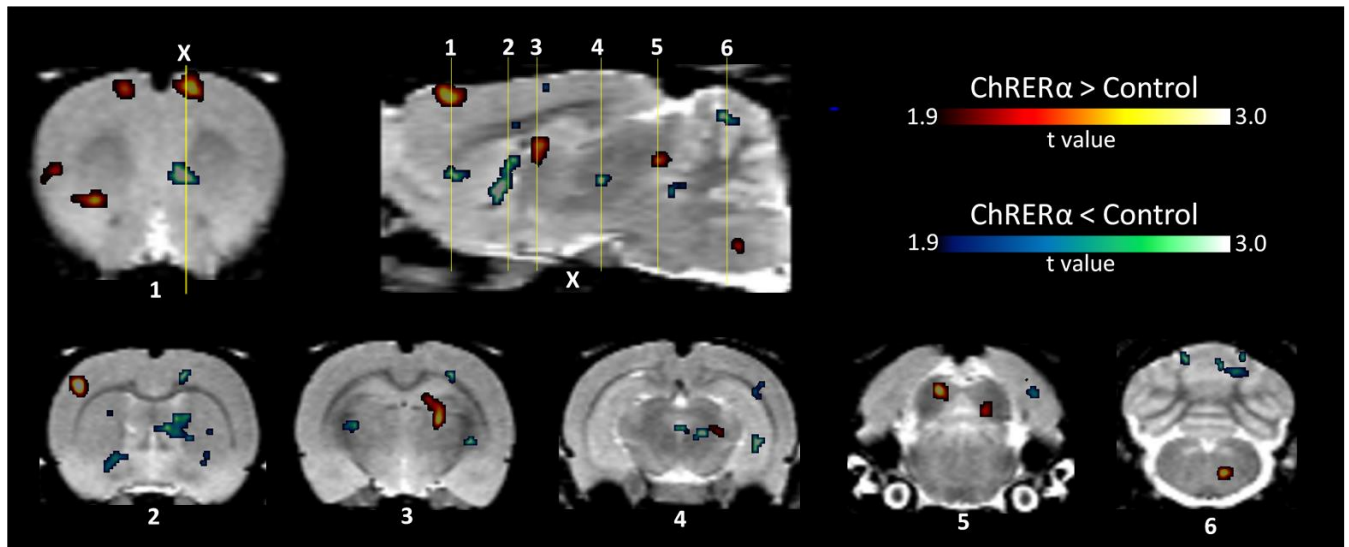 X
1 2 3 4 5 6
ChRERα > Control
1.9 3.0
t value
ChRERα < Control
1.9 3.0
t value
1
X
2
3
4
5
6